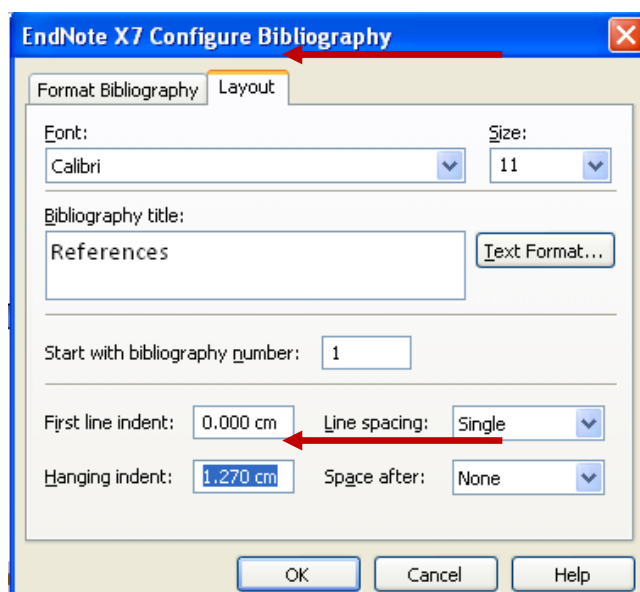 EndNote X7 Configure Bibliography
Format Bibliography Layout
Font: Size:
Calibri 11
Bibliography title:
References
Text Format...
Start with bibliography number: 1
First line indent: 0.000 cm Line spacing: Single
Hanging indent: 1.270 cm Space after: None
OK Cancel Help